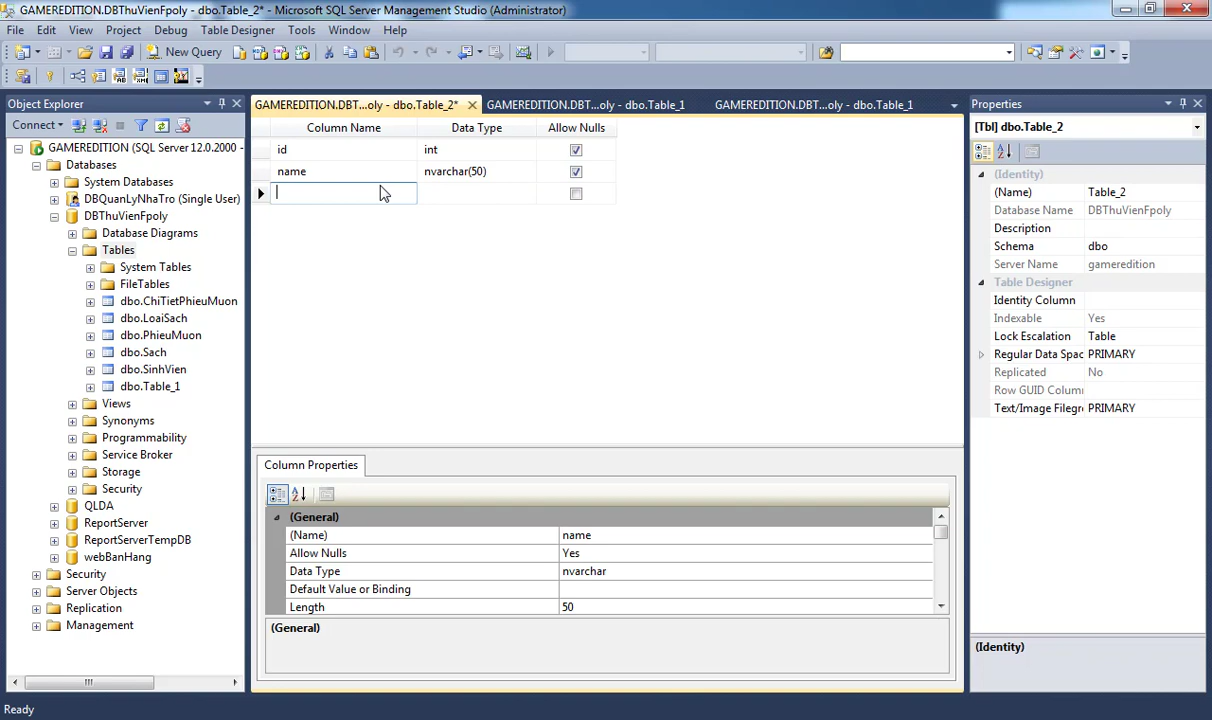 GAMEREDITION.DBThuVienFpoly - dbo.Table_2* - Microsoft SQL Server Management Studio (Administrator)
File Edit View Project Debug Table Designer Tools Window Help
New Query
Object Explorer
Connect
GAMEREDITION (SQL Server 12.0.2000 -
Databases
System Databases
DBQuanLyNhaTro (Single User)
DBThuVienFpoly
Database Diagrams
Tables
System Tables
FileTables
dbo.ChiTietPhieuMuon
dbo.LoaiSach
dbo.PhieuMuon
dbo.Sach
dbo.SinhVien
dbo.Table_1
Views
Synonyms
Programmability
Service Broker
Storage
Security
QLDA
ReportServer
ReportServerTempDB
webBanHang
Security
Server Objects
Replication
Management
GAMEREDITION.DBT...oly - dbo.Table_2* GAMEREDITION.DBT...oly - dbo.Table_1 GAMEREDITION.DBT...oly - dbo.Table_1
Column Name Data Type Allow Nulls
id int
name nvarchar(50)
Column Properties
(General)
(Name) name
Allow Nulls Yes
Data Type nvarchar
Default Value or Binding
Length 50
(General)
Properties
[Tbl] dbo.Table_2
(Identity)
(Name) Table_2
Database Name DBThuVienFpoly
Description
Schema dbo
Server Name gameredition
Table Designer
Identity Column
Indexable Yes
Lock Escalation Table
Regular Data Spac PRIMARY
Replicated No
Row GUID Column
Text/Image Filegr PRIMARY
(Identity)
Ready